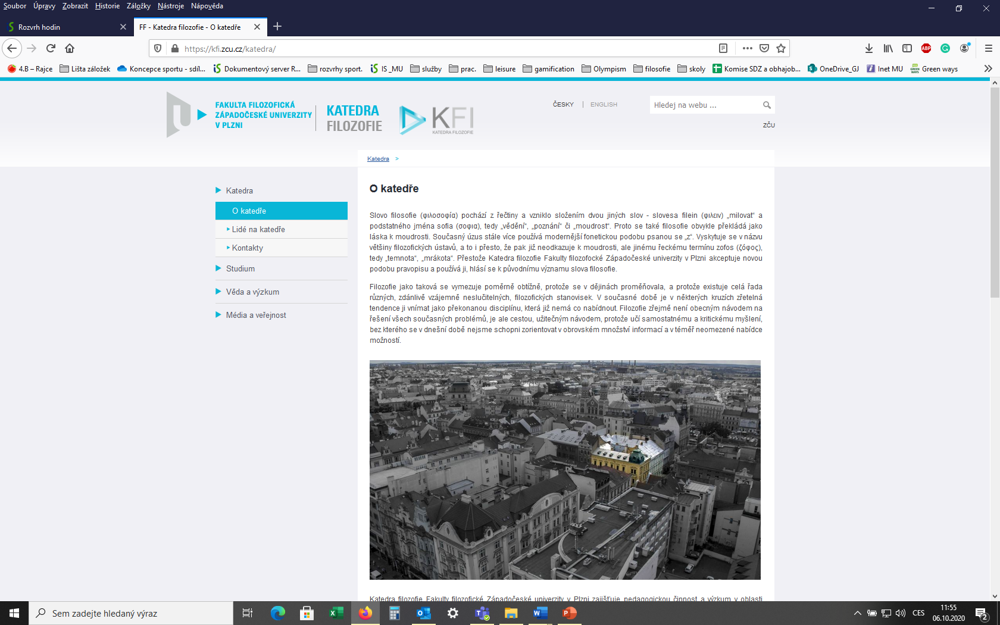 Soubor Úpravy Zobrazit Historie Záložky Nástroje Nápověda
Rozvrh hodin
FF - Katedra filozofie - O katedře
https://kfi.zcu.cz/katedra/
ABP
4.B – Rajce Lišta záložek Koncepce sportu - sdíl... Dokumentový server R... rozvrhy sport. IS _MU služby prac. leisure gamification Olympism filosofie skoly Komise SDZ a obhajob... OneDrive_GJ Inet MU Green ways
FAKULTA FILOZOFICKÁ
ZÁPADOČESKÉ UNIVERZITY
V PLZNI
KATEDRA
FILOZOFIE
KFI
KATEDRA FILOZOFIE
ČESKY | ENGLISH
Hledej na webu ...
ZČU
Katedra >
Katedra
O katedře
Lidé na katedře
Kontakty
Studium
Věda a výzkum
Média a veřejnost
O katedře
Slovo filosofie (φιλοσοφία) pochází z řečtiny a vzniklo složením dvou jiných slov - slovesa filein (φιλειν) „milovat“ a
podstatného jména sofia (σοφια), tedy „vědění“, „poznání“ či „moudrost“. Proto se také filosofie obvykle překládá jako
láska k moudrosti. Současný úzus stále více používá modernější fonetickou podobu psanou se „z“. Vyskytuje se v názvu
většiny filozofických ústavů, a to i přesto, že pak již neodkazuje k moudrosti, ale jinému řeckému termínu zofos (ζόφος),
tedy „temnota“, „mrákota“. Přestože Katedra filozofie Fakulty filozofocké Západočeské univerzity v Plzni akceptuje novou
podobu pravopisu a používá ji, hlásí se k původnímu významu slova filosofie.
Filozofie jako taková se vymezuje poměrně obtížně, protože se v dějinách proměňovala, a protože existuje celá řada
různých, zdánlivě vzájemně neslučitelných, filozofických stanovisek. V současné době je v některých kruzích zřetelná
tendence ji vnímat jako překonanou disciplínu, která již nemá co nabídnout. Filozofie zřejmě není obecným návodem na
řešení všech současných problémů, je ale cestou, užitečným návodem, protože učí samostatnému a kritickému myšlení,
bez kterého se v dnešní době nejsme schopni zorientovat v obrovském množství informací a v téměř neomezené nabídce
možností.
Katedra filozofie Fakulty filozofické Západočeské univerzity v Plzni zajišťuje pedagogickou činnost a výzkum v oblasti
Sem zadejte hledaný výraz
CES
11:55
06.10.2020
2